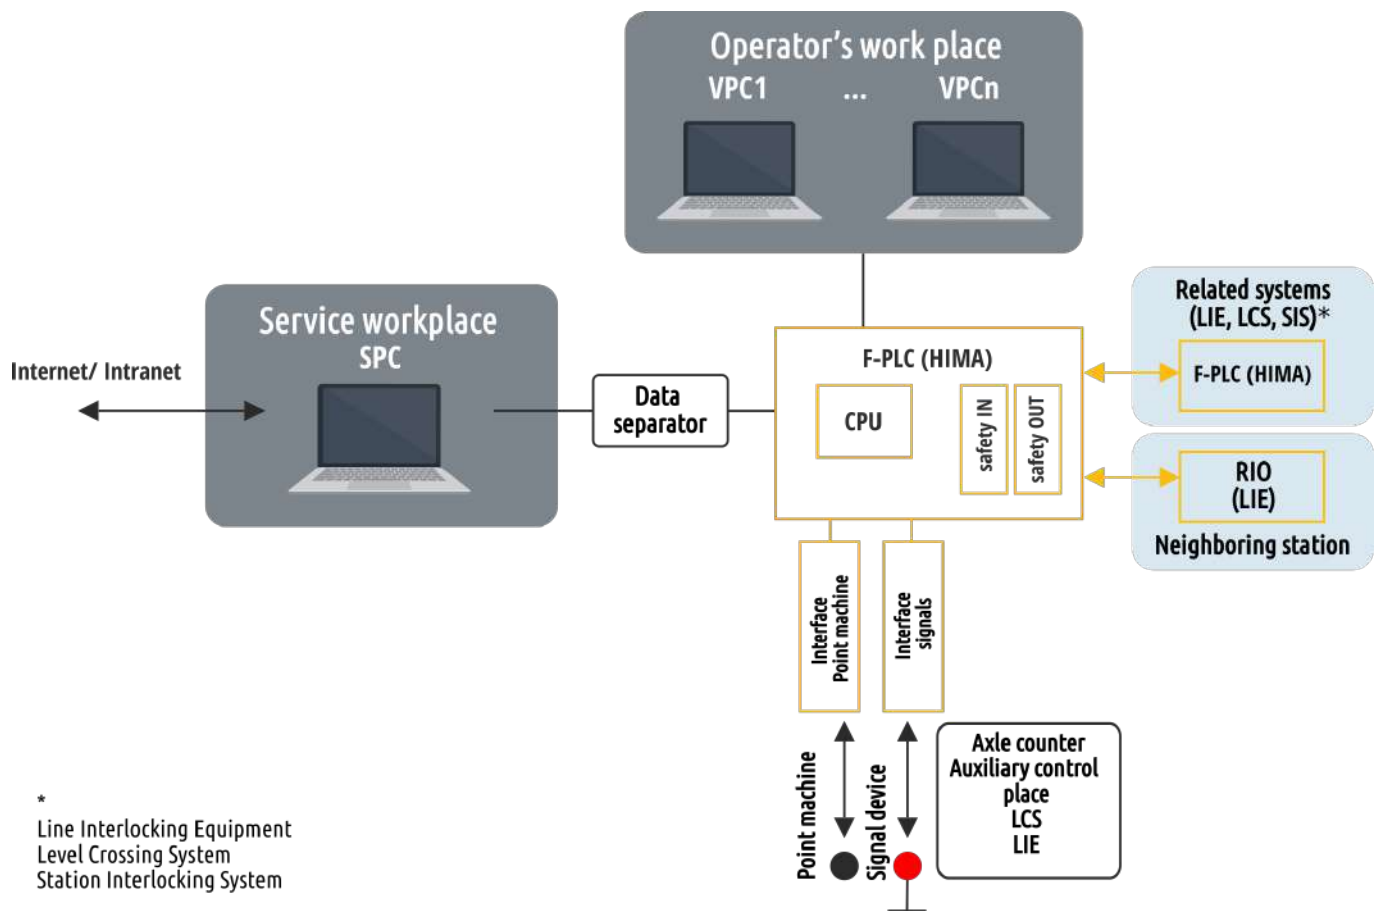 Operator's work place
VPC1 ... VPCn
Service workplace
SPC
Internet/ Intranet
Data
separator
F-PLC (HIMA)
CPU
safety IN
safety OUT
Related systems
(LIE, LCS, SIS)*
F-PLC (HIMA)
RIO
(LIE)
Neighboring station
Interface
Point machine
Interface
signals
Point machine
Signal device
Axle counter
Auxiliary control
place
LCS
LIE
*
Line Interlocking Equipment
Level Crossing System
Station Interlocking System